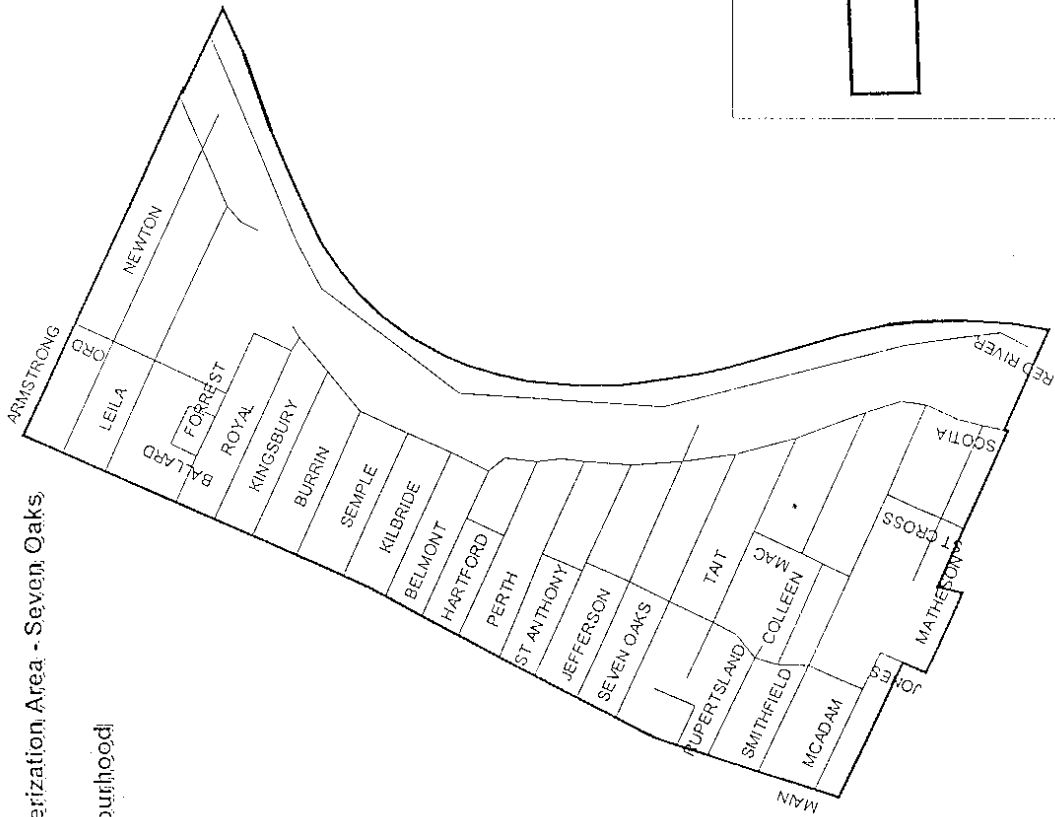 erization Area - Seven Oaks,
ourhood
ARMSTRONG
ORD
NEWTON
LEILA
FORREST
BALLARD
ROYAL
KINGSBURY
BURRIN
SEMPLE
KILBRIDE
BELMONT
HARTFORD
PERTH
ST ANTHONY
JEFFERSON
SEVEN OAKS
TAIT
MAC
COLLEEN
RUPERTSLAND
SMITHFIELD
MCADAM
MAIN
JONES
MATHESON
ST CROSS
SCOTIA
RED RIVER